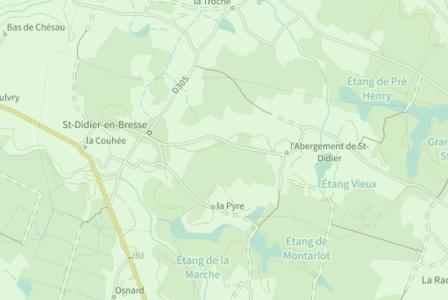 la Troche
Bas de Chésau
D305
Étang de Pré
Henry
ulvry
St-Didier-en-Bresse
la Couhée
l'Abergement de St-
Didier
Gran
S
Étang Vieux
la Pyre
Étang de
Montarlot
Étang de la
Marche
193
Osnard
La Rac